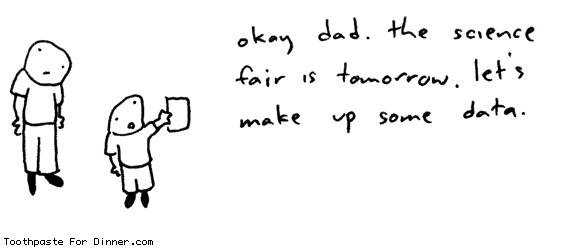 okay dad. the science
fair is tomorrow. let's
make up some data.
Toothpaste For Dinner.com